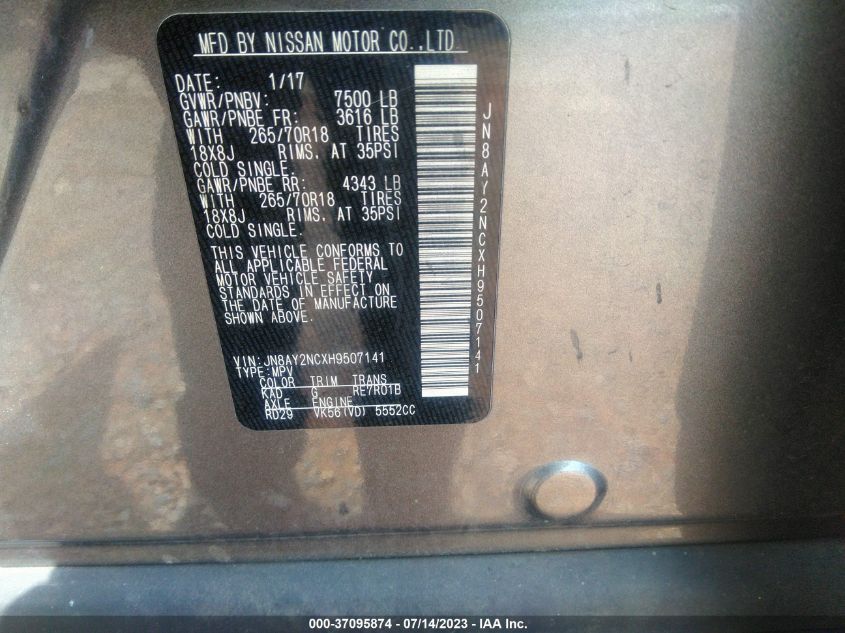 MFD BY NISSAN MOTOR CO.,LTD
DATE: 1/17
GVWR/PNBV: 7500 LB
GAWR/PNBE FR: 3616 LB
WITH 265/70R18 TIRES
18X8J RIMS. AT 35PSI
COLD SINGLE.
GAWR/PNBE RR: 4343 LB
WITH 265/70R18 TIRES
18X8J RIMS. AT 35PSI
COLD SINGLE.
THIS VEHICLE CONFORMS TO
ALL APPLICABLE FEDERAL
MOTOR VEHICLE SAFETY
STANDARDS IN EFFECT ON
THE DATE OF MANUFACTURE
SHOWN ABOVE.
VIN:JN8AY2NCXH9507141
TYPE:MPV
COLOR TRIM TRANS
KAD G RE7R01B
AXLE ENGINE
RD29 VK56(VD) 5552CC
JN8AY2NCXH9507141
000-37095874 - 07/14/2023 - IAA Inc.